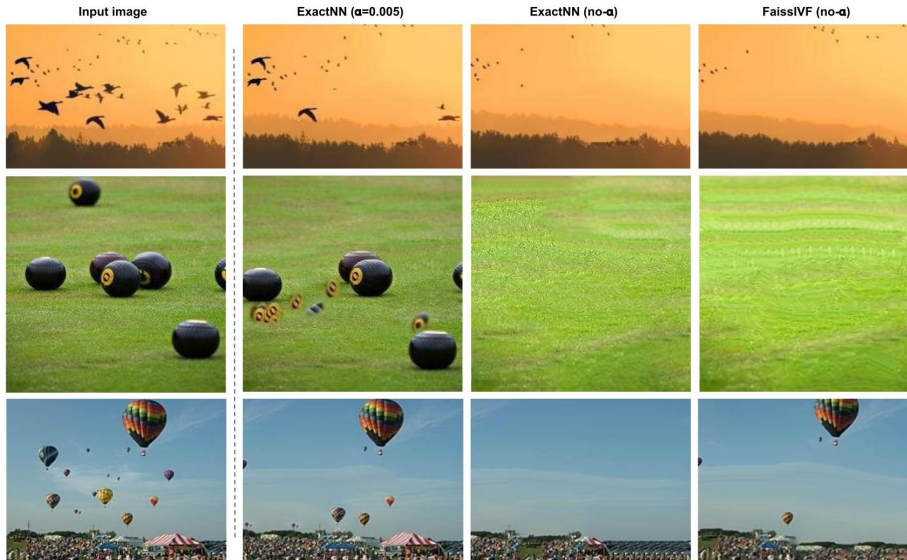 Input image
ExactNN (α=0.005)
ExactNN (no-α)
FaissIVF (no-α)